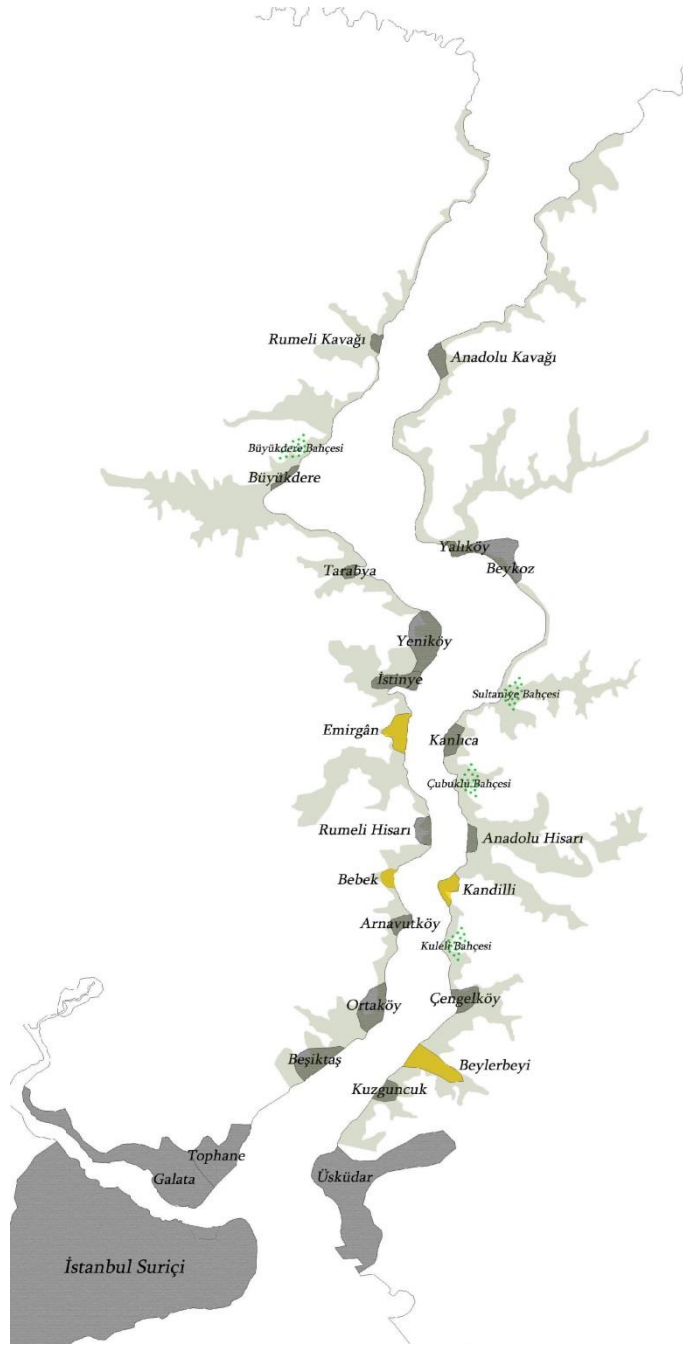 Rumeli Kavağı
Anadolu Kavağı
Büyükdere Bahçesi
Büyükdere
Yalıköy
Beykoz
Tarabya
Yeniköy
İstinye
Sultaniye Bahçesi
Emirgân
Kanlıca
Çubuklu Bahçesi
Rumeli Hisarı
Anadolu Hisarı
Bebek
Kandilli
Arnavutköy
Kuleli Bahçesi
Ortaköy
Çengelköy
Beşiktaş
Beylerbeyi
Kuzguncuk
Tophane
Galata
Üsküdar
İstanbul Suriçi